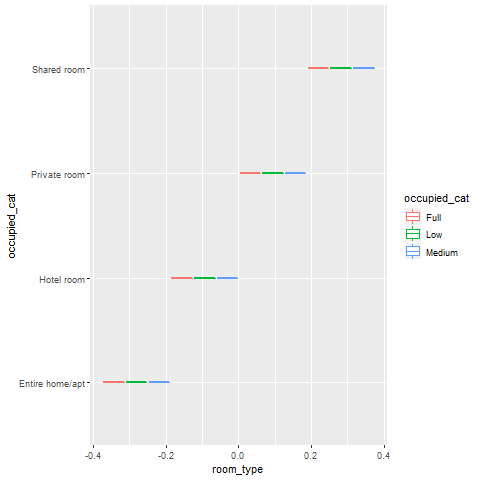 Shared room
Private room
Hotel room
Entire home/apt
occupied_cat
-0.4
-0.2
0.0
0.2
0.4
room_type
occupied_cat
Full
Low
Medium